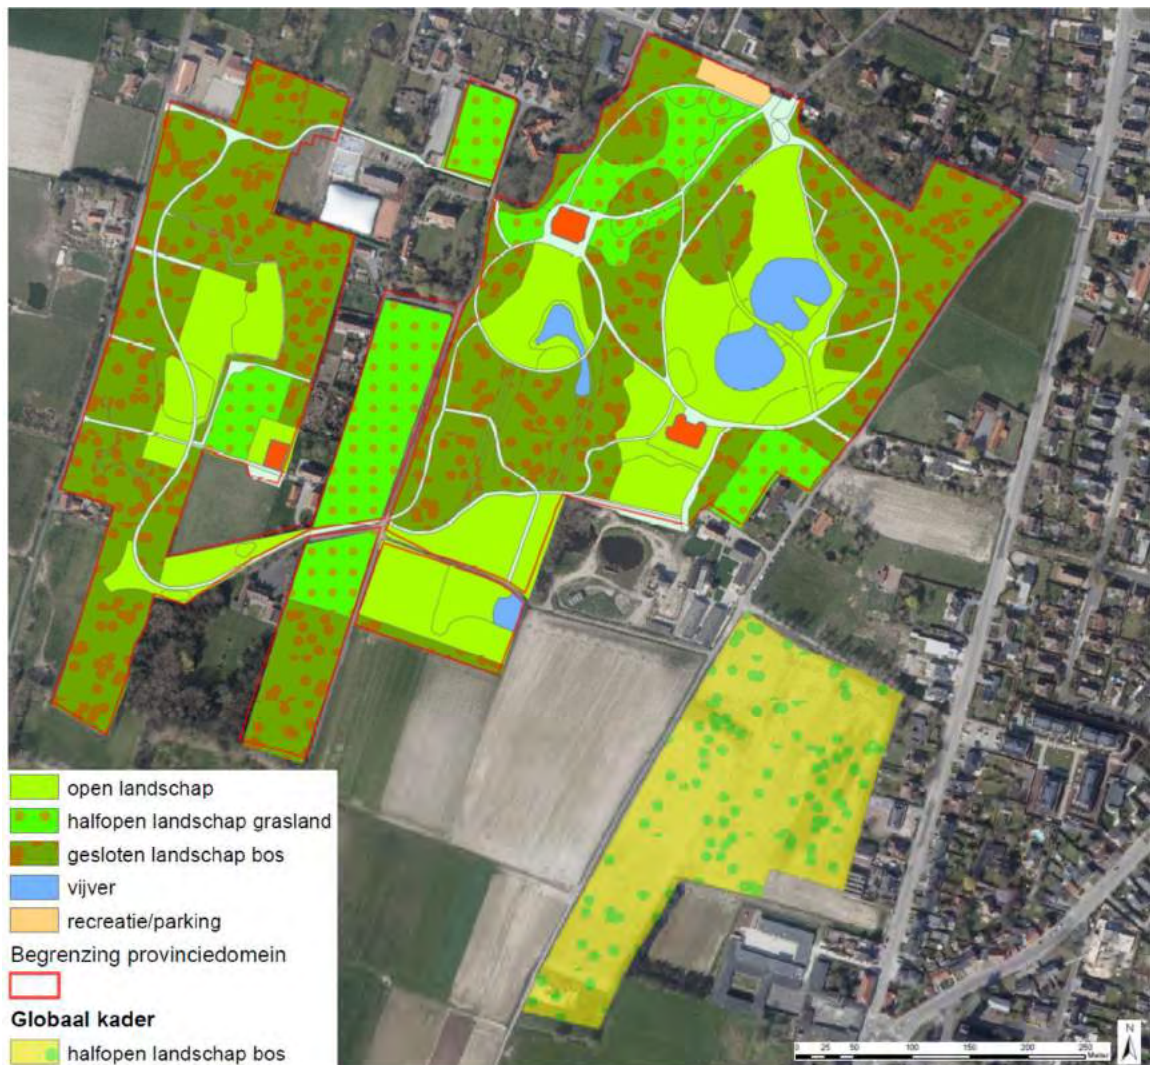 open landschap
halfopen landschap grasland
gesloten landschap bos
vijver
recreatie/parking
Begrenzing provinciedomein
Globaal kader
halfopen landschap bos
N
0 25 50 100 150 200 250
Meter